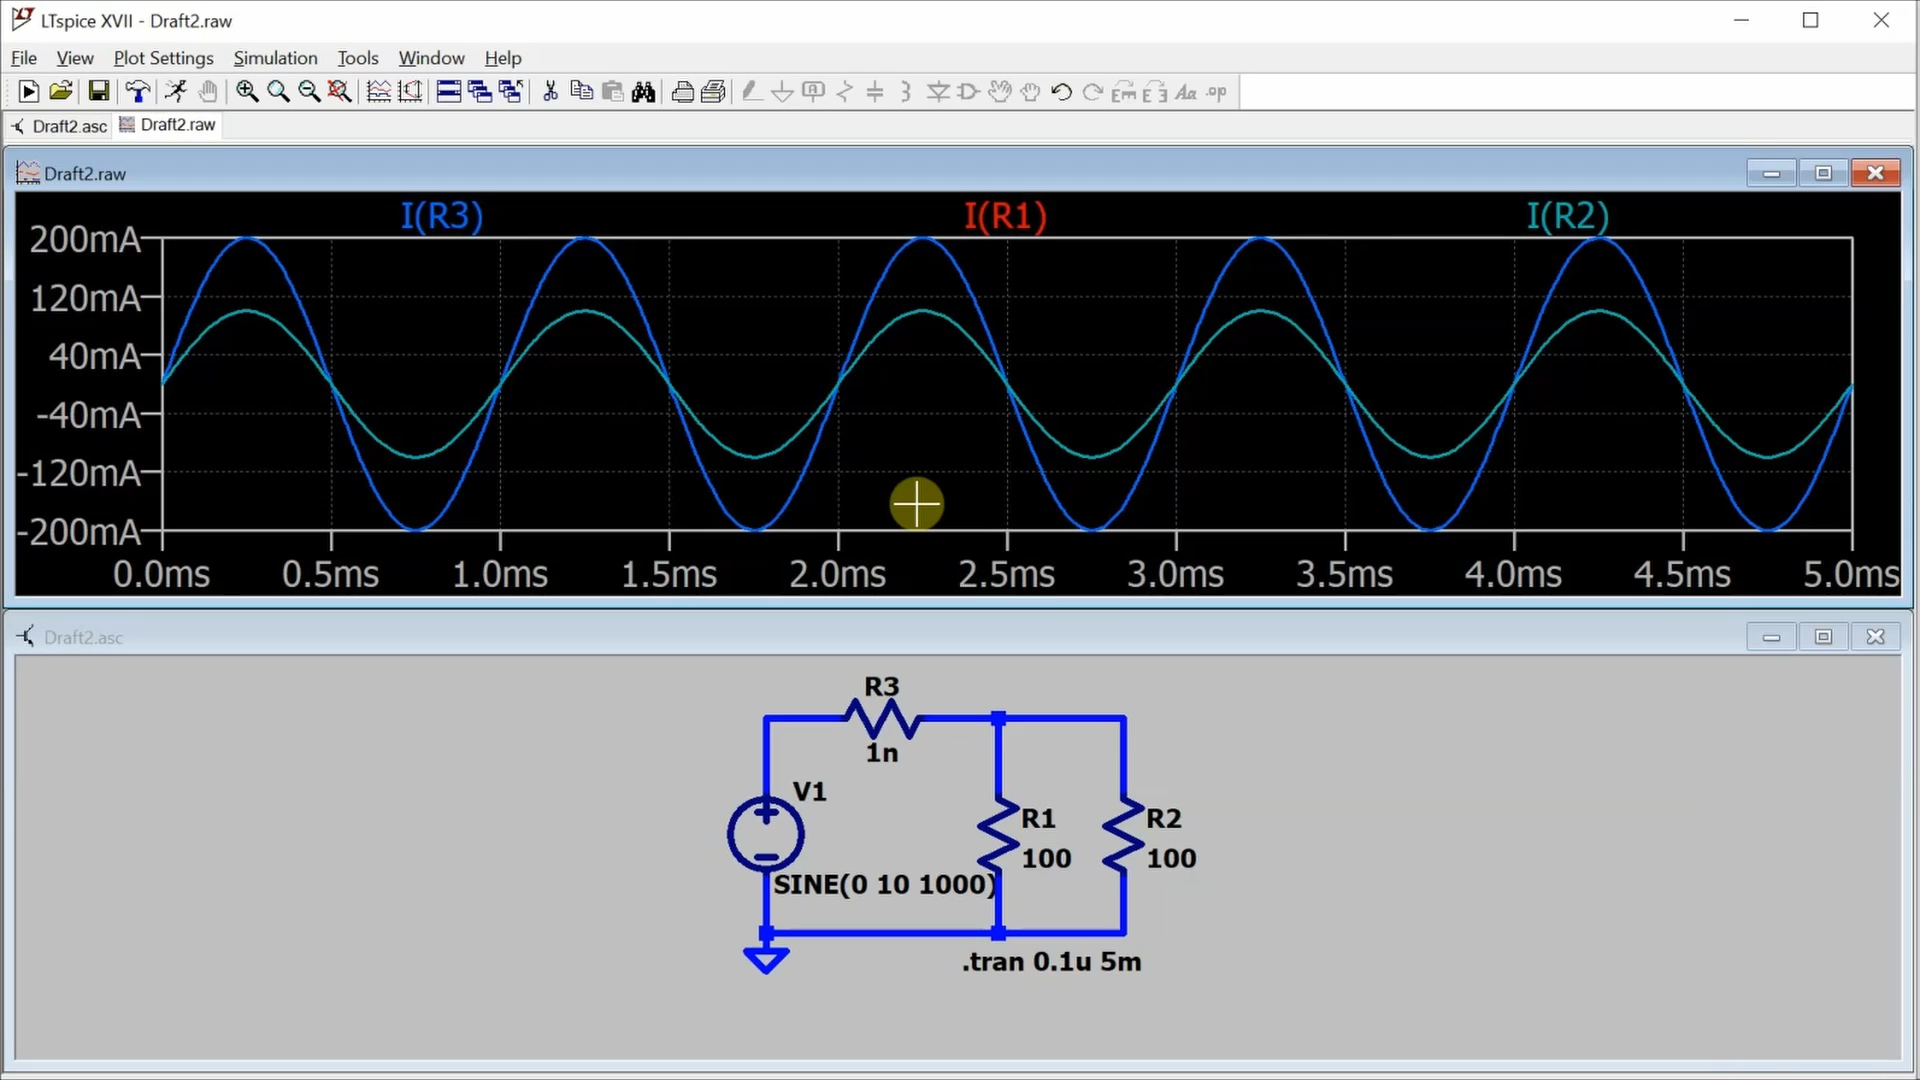 LTspice XVII - Draft2.raw
File View Plot Settings Simulation Tools Window Help
Draft2.asc Draft2.raw
Draft2.raw
I(R3) I(R1) I(R2)
200mA
120mA
40mA
-40mA
-120mA
-200mA
0.0ms 0.5ms 1.0ms 1.5ms 2.0ms 2.5ms 3.0ms 3.5ms 4.0ms 4.5ms 5.0ms
Draft2.asc
R3
1n
V1
R1 R2
100 100
SINE(0 10 1000)
.tran 0.1u 5m